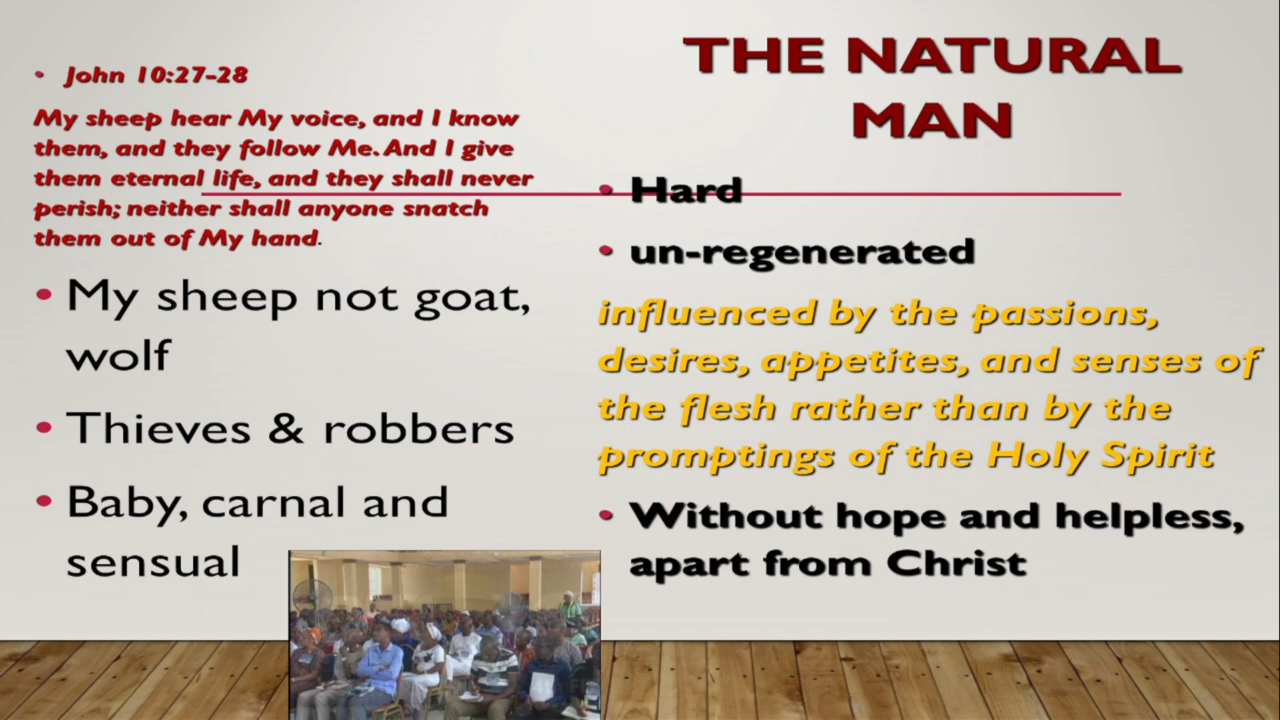 • John 10:27-28
My sheep hear My voice, and I know
them, and they follow Me. And I give
them eternal life, and they shall never
perish; neither shall anyone snatch
them out of My hand.
• My sheep not goat,
wolf
• Thieves & robbers
• Baby, carnal and
sensual
THE NATURAL
MAN
• Hard
• un-regenerated
influenced by the passions,
desires, appetites, and senses of
the flesh rather than by the
promptings of the Holy Spirit
• Without hope and helpless,
apart from Christ